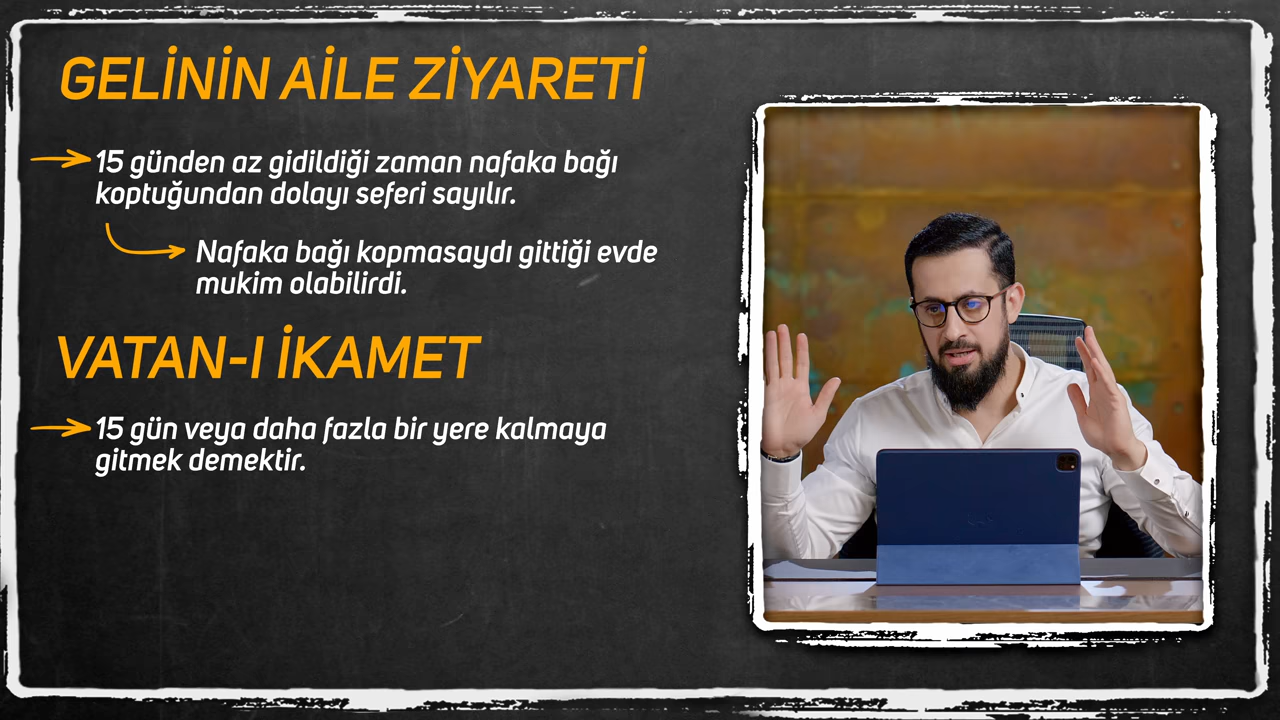 GELİNİN AİLE ZİYARETİ
15 günden az gidildiği zaman nafaka bağı
koptuğundan dolayı seferi sayılır.
Nafaka bağı kopmasaydı gittiği evde
mukim olabilirdi.
VATAN-I İKAMET
15 gün veya daha fazla bir yere kalmaya
gitmek demektir.